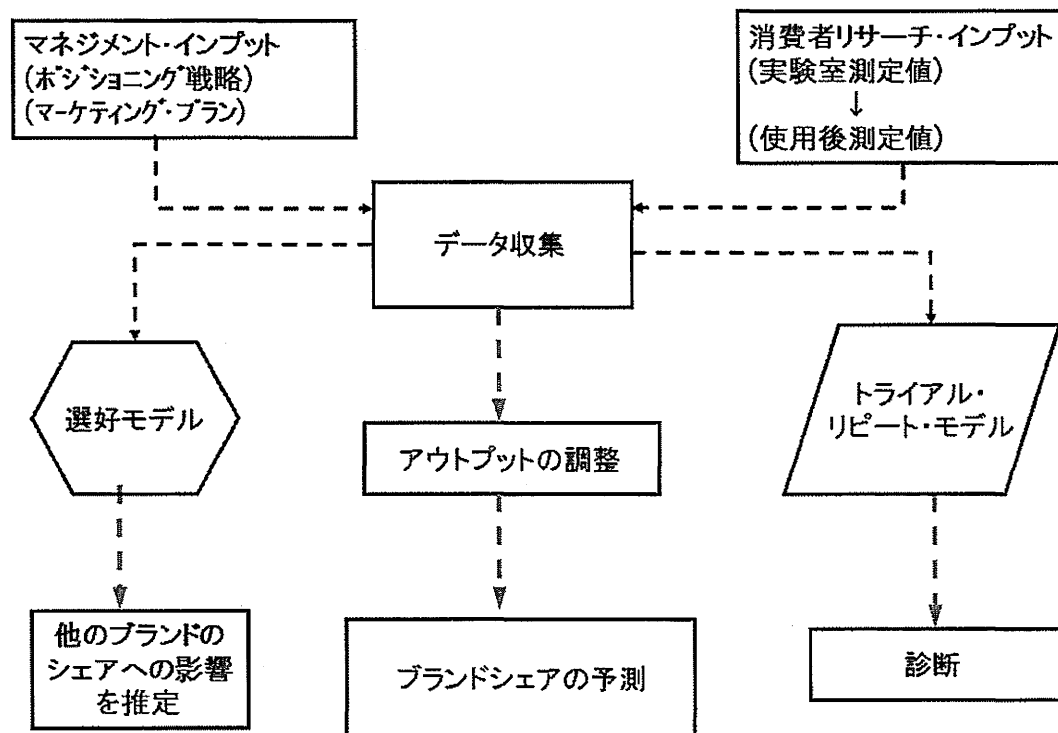 マネジメント・インプット
(ポジショニング戦略)
(マーケティング・プラン)
消費者リサーチ・インプット
(実験室測定値)
↓
(使用後測定値)
データ収集
選好モデル
アウトプットの調整
トライアル・
リピート・モデル
他のブランドの
シェアへの影響
を推定
ブランドシェアの予測
診断